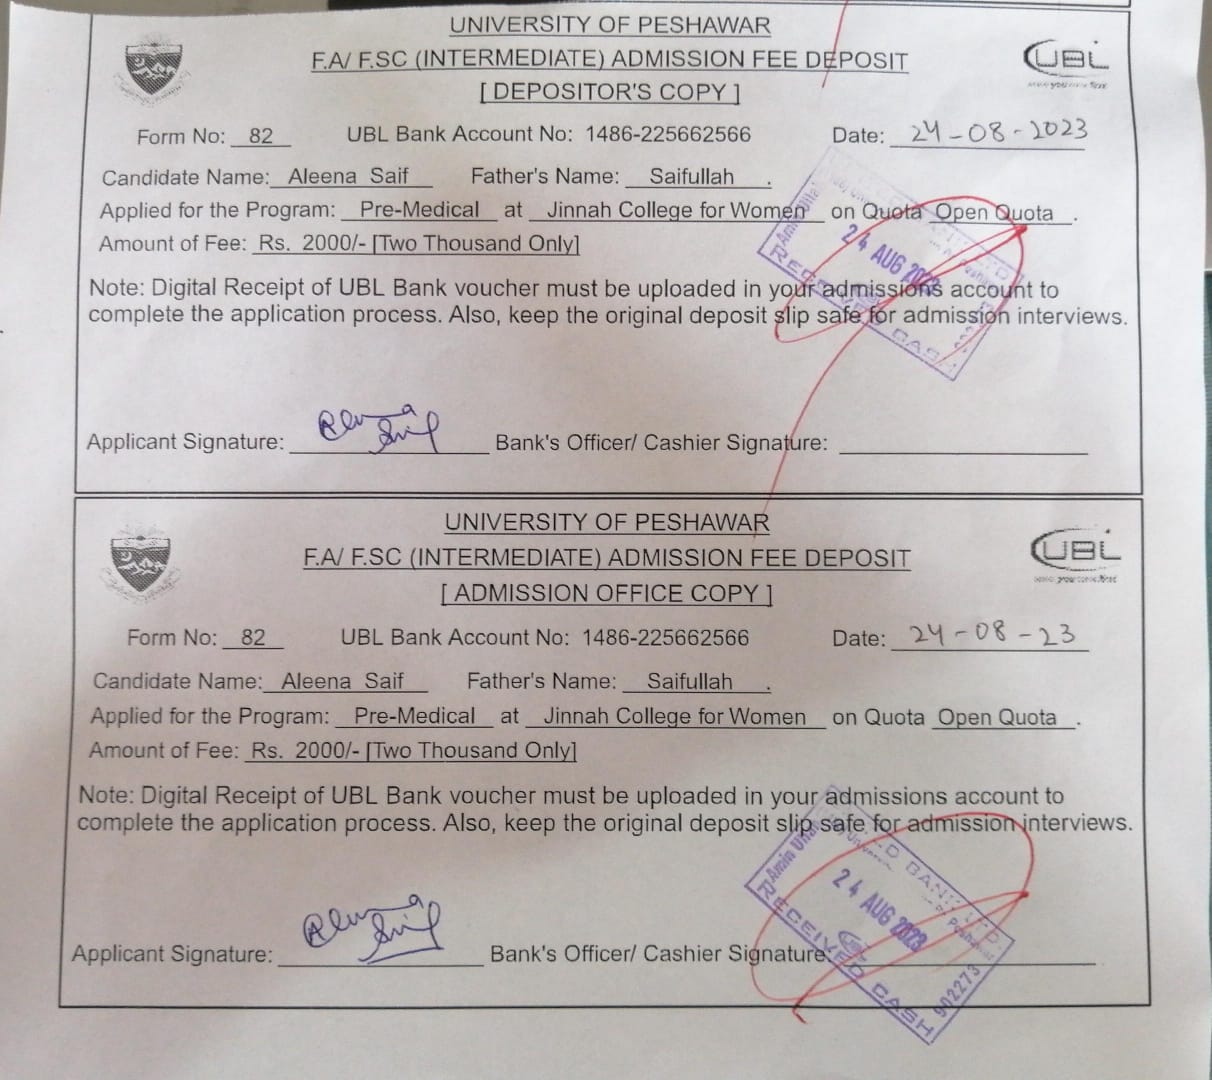 UNIVERSITY OF PESHAWAR
F.A/ F.SC (INTERMEDIATE) ADMISSION FEE DEPOSIT
[ DEPOSITOR'S COPY ]
UBL
Form No: 82 UBL Bank Account No: 1486-225662566 Date: 24-08-2023
Candidate Name: Aleena Saif Father's Name: Saifullah .
Applied for the Program: Pre-Medical at Jinnah College for Women on Quota Open Quota .
Amount of Fee: Rs. 2000/- [Two Thousand Only]
Note: Digital Receipt of UBL Bank voucher must be uploaded in your admissions account to
complete the application process. Also, keep the original deposit slip safe for admission interviews.
24 AUG 2023
RECEIVED CASH
Applicant Signature: Bank's Officer/ Cashier Signature:
UNIVERSITY OF PESHAWAR
F.A/ F.SC (INTERMEDIATE) ADMISSION FEE DEPOSIT
[ ADMISSION OFFICE COPY ]
UBL
Form No: 82 UBL Bank Account No: 1486-225662566 Date: 24-08-23
Candidate Name: Aleena Saif Father's Name: Saifullah .
Applied for the Program: Pre-Medical at Jinnah College for Women on Quota Open Quota .
Amount of Fee: Rs. 2000/- [Two Thousand Only]
Note: Digital Receipt of UBL Bank voucher must be uploaded in your admissions account to
complete the application process. Also, keep the original deposit slip safe for admission interviews.
BANK LTD.
Peshawar
Amin Ullah
24 AUG 2023
RECEIVED CASH
902273
Applicant Signature: Bank's Officer/ Cashier Signature: